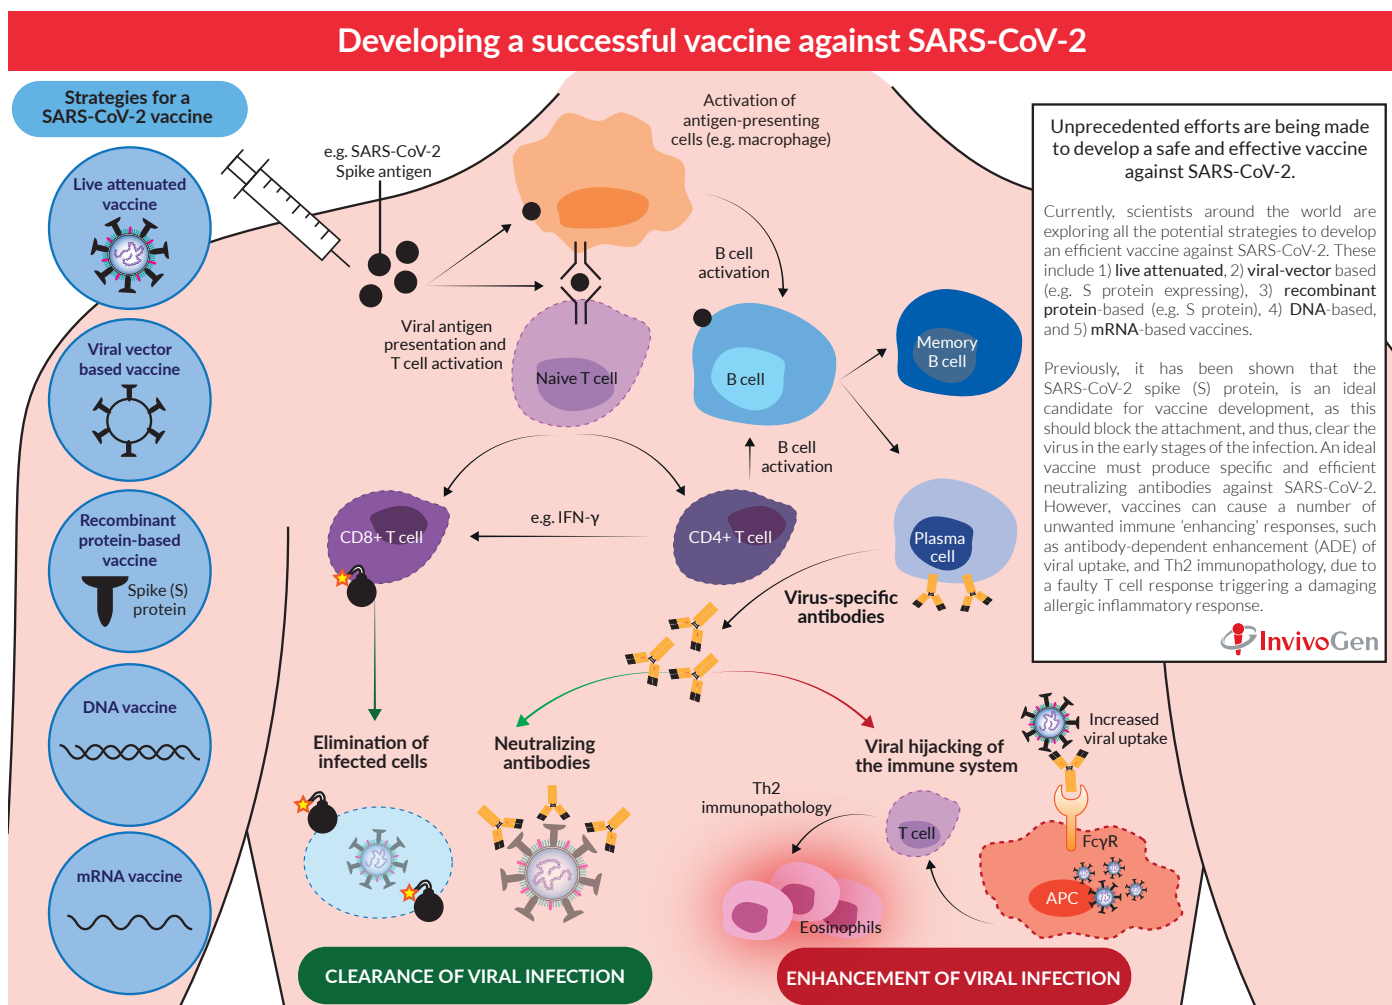 Developing a successful vaccine against SARS-CoV-2
Strategies for a
SARS-CoV-2 vaccine
Live attenuated
vaccine
Viral vector
based vaccine
Recombinant
protein-based
vaccine
Spike (S)
protein
DNA vaccine
mRNA vaccine
e.g. SARS-CoV-2
Spike antigen
Activation of
antigen-presenting
cells (e.g. macrophage)
Viral antigen
presentation and
T cell activation
Naive T cell
B cell
activation
B cell
Memory
B cell
B cell
activation
CD8+ T cell
e.g. IFN-γ
CD4+ T cell
Plasma
cell
Virus-specific
antibodies
Elimination of
infected cells
Neutralizing
antibodies
Viral hijacking of
the immune system
Increased
viral uptake
Th2
immunopathology
T cell
FcγR
APC
Eosinophils
CLEARANCE OF VIRAL INFECTION
ENHANCEMENT OF VIRAL INFECTION
Unprecedented efforts are being made
to develop a safe and effective vaccine
against SARS-CoV-2.
Currently, scientists around the world are
exploring all the potential strategies to develop
an efficient vaccine against SARS-CoV-2. These
include 1) live attenuated, 2) viral-vector based
(e.g. S protein expressing), 3) recombinant
protein-based (e.g. S protein), 4) DNA-based,
and 5) mRNA-based vaccines.
Previously, it has been shown that the
SARS-CoV-2 spike (S) protein, is an ideal
candidate for vaccine development, as this
should block the attachment, and thus, clear the
virus in the early stages of the infection. An ideal
vaccine must produce specific and efficient
neutralizing antibodies against SARS-CoV-2.
However, vaccines can cause a number of
unwanted immune ‘enhancing’ responses, such
as antibody-dependent enhancement (ADE) of
viral uptake, and Th2 immunopathology, due to
a faulty T cell response triggering a damaging
allergic inflammatory response.
InvivoGen